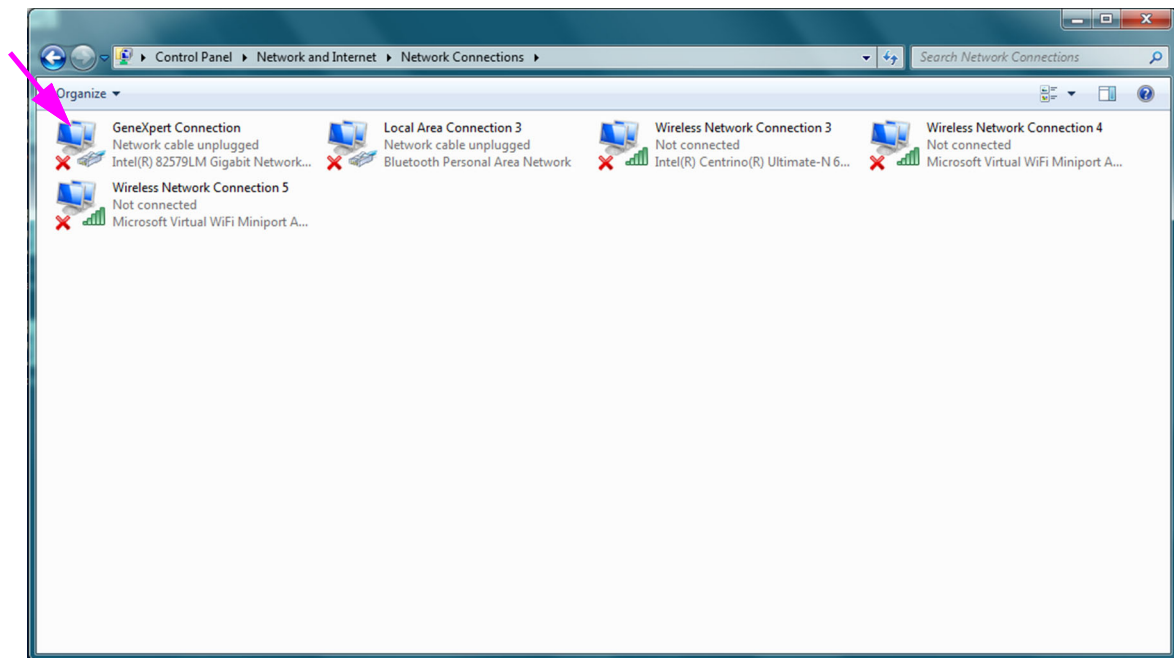 Control Panel Network and Internet Network Connections
Search Network Connections
Organize
GeneXpert Connection
Network cable unplugged
Intel(R) 82579LM Gigabit Network...
Local Area Connection 3
Network cable unplugged
Bluetooth Personal Area Network
Wireless Network Connection 3
Not connected
Intel(R) Centrino(R) Ultimate-N 6...
Wireless Network Connection 4
Not connected
Microsoft Virtual WiFi Miniport A...
Wireless Network Connection 5
Not connected
Microsoft Virtual WiFi Miniport A...